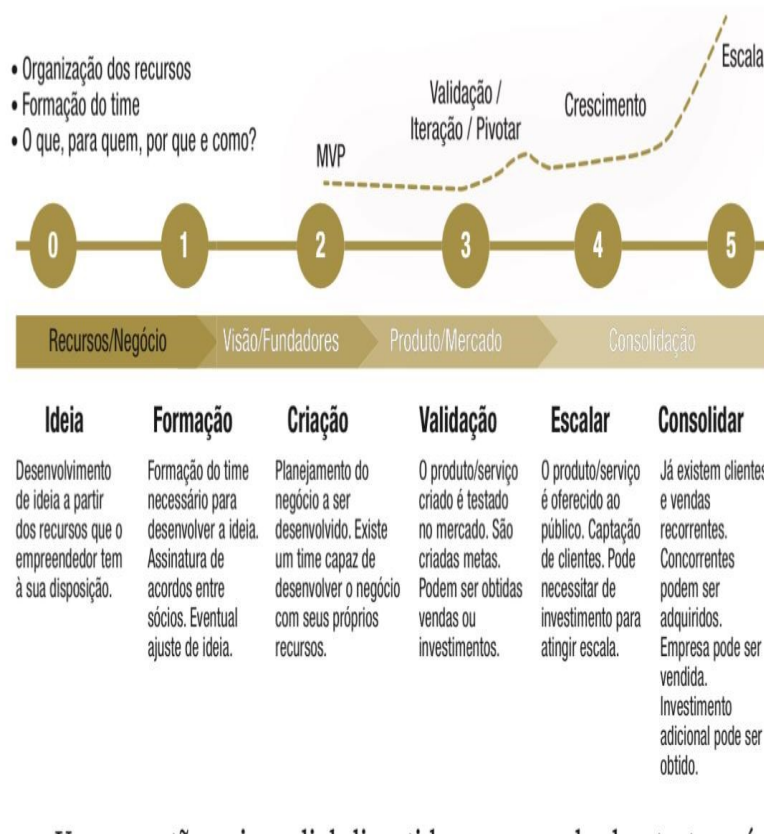 • Organização dos recursos
• Formação do time
• O que, para quem, por que e como?
MVP
Validação /
Iteração / Pivotar
Crescimento
Escala
0 1 2 3 4 5
Recursos/Negócio Visão/Fundadores Produto/Mercado Consolidação
Ideia
Desenvolvimento
de ideia a partir
dos recursos que o
empreendedor tem
à sua disposição.
Formação
Formação do time
necessário para
desenvolver a ideia.
Assinatura de
acordos entre
sócios. Eventual
ajuste de ideia.
Criação
Planejamento do
negócio a ser
desenvolvido. Existe
um time capaz de
desenvolver o negócio
com seus próprios
recursos.
Validação
O produto/serviço
criado é testado
no mercado. São
criadas metas.
Podem ser obtidas
vendas ou
investimentos.
Escalar
O produto/serviço
é oferecido ao
público. Captação
de clientes. Pode
necessitar de
investimento para
atingir escala.
Consolidar
Já existem clientes
e vendas
recorrentes.
Concorrentes
podem ser
adquiridos.
Empresa pode ser
vendida.
Investimento
adicional pode ser
obtido.